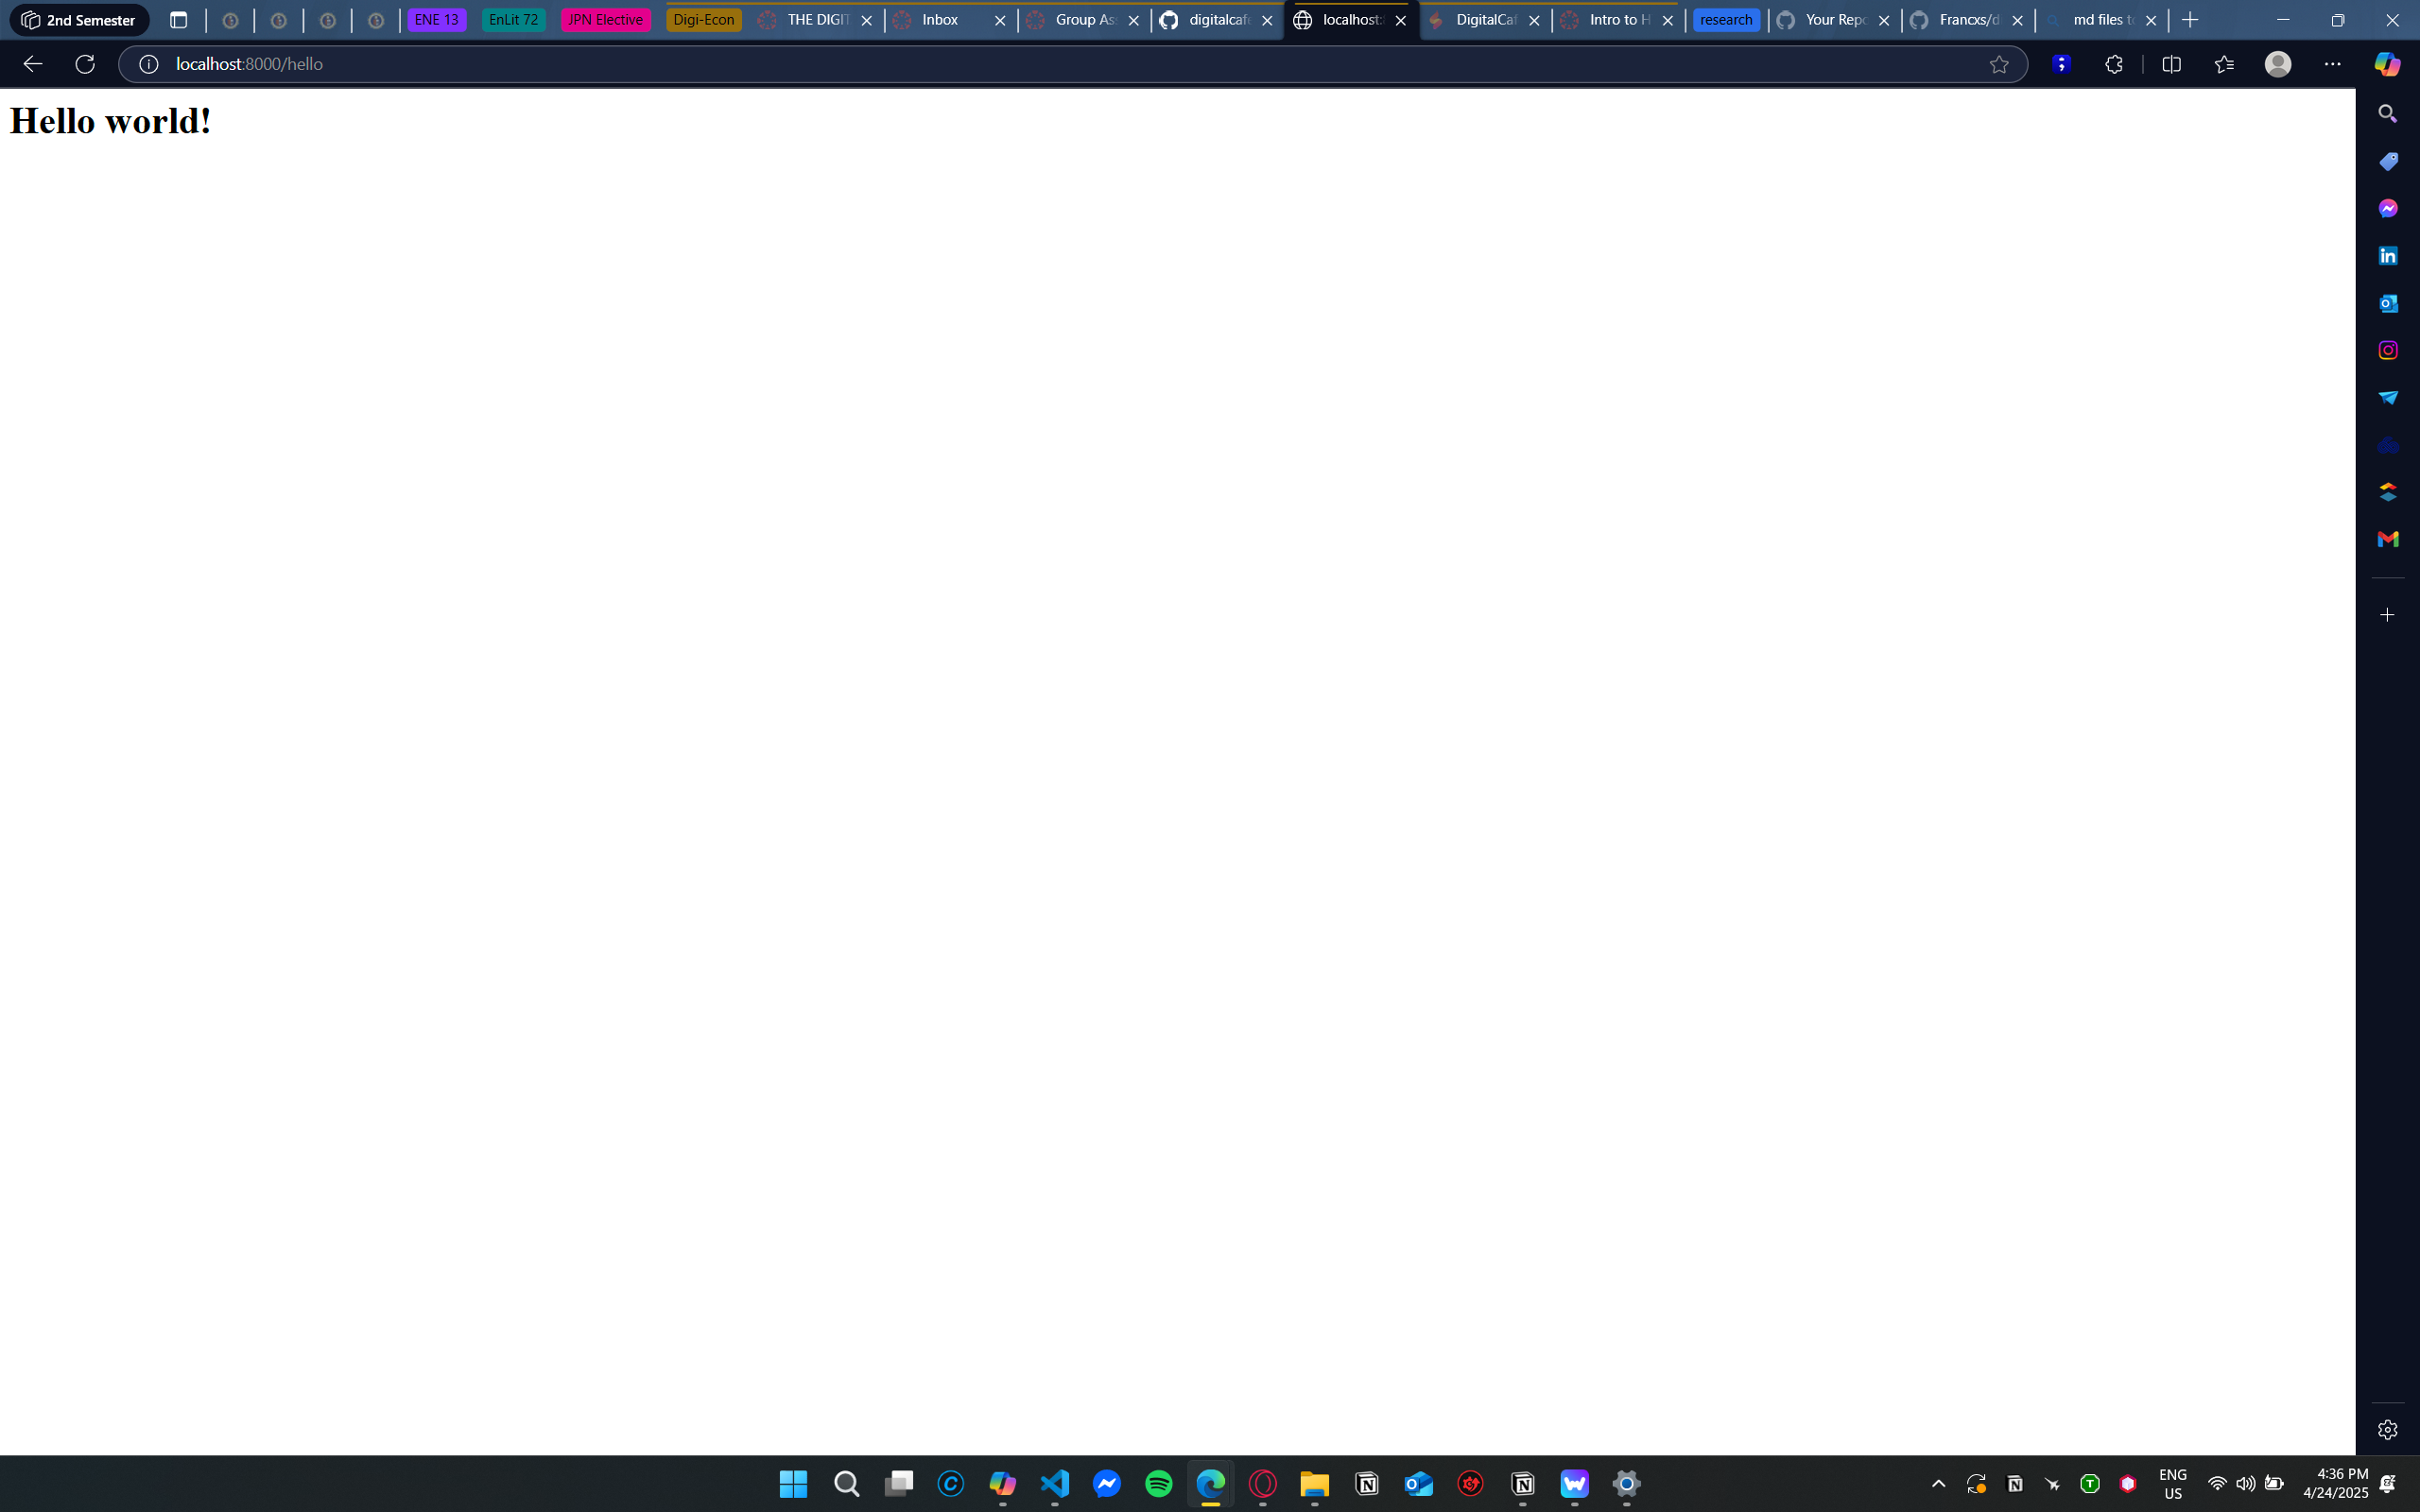 2nd Semester
ENE 13
EnLit 72
JPN Elective
Digi-Econ
THE DIGIT
Inbox
Group As
digitalcafe
localhost:
DigitalCaf
Intro to H
research
Your Repo
Francxs/d
md files to
localhost:8000/hello
Hello world!
ENG
US
4:36 PM
4/24/2025